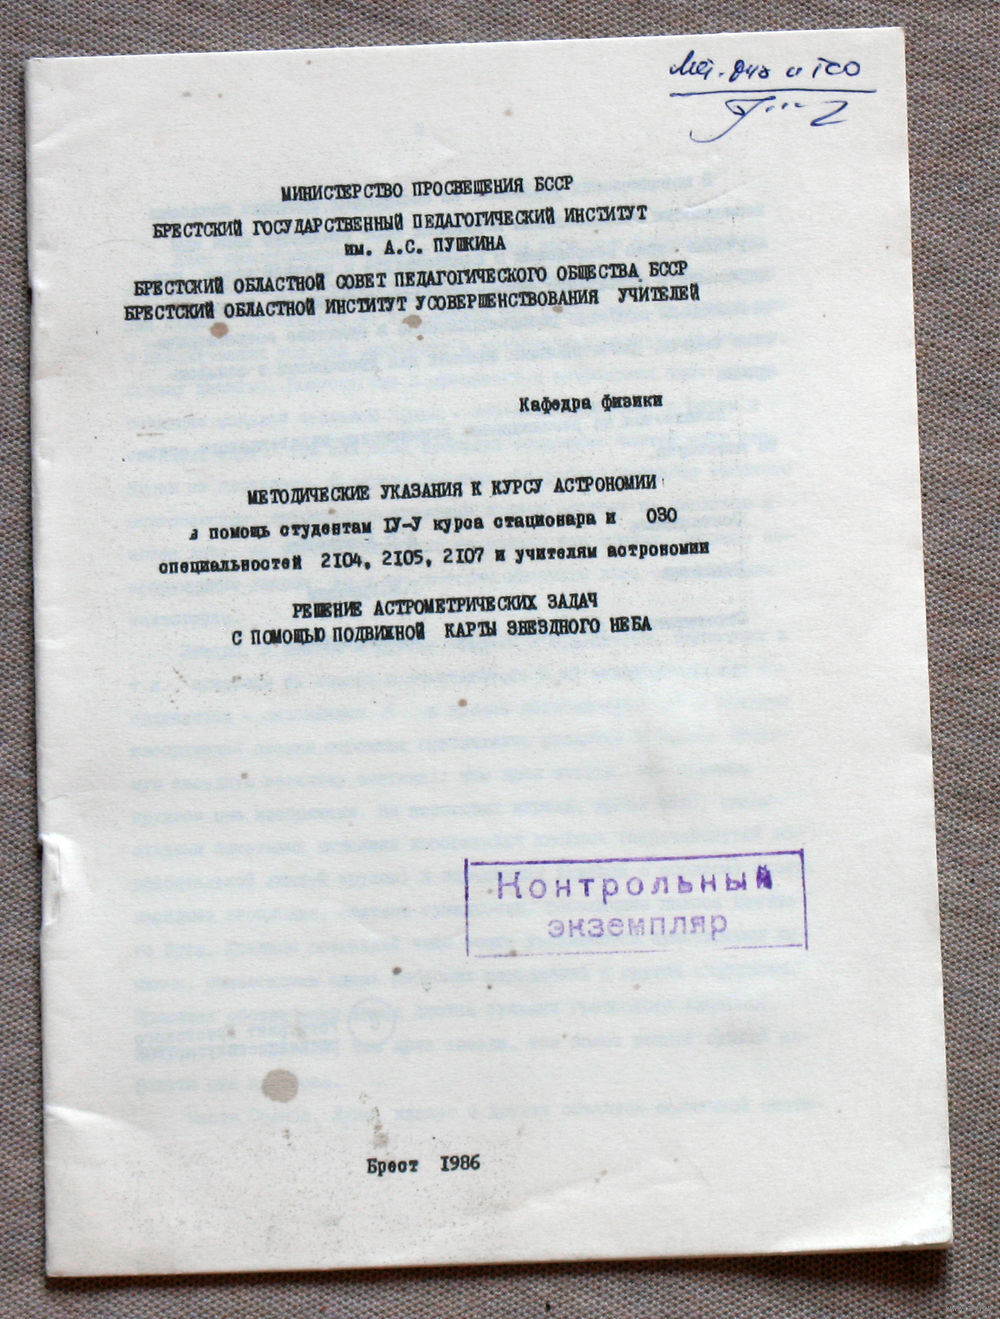 МИНИСТЕРСТВО ПРОСВЕЩЕНИЯ БССР
БРЕСТСКИЙ ГОСУДАРСТВЕННЫЙ ПЕДАГОГИЧЕСКИЙ ИНСТИТУТ
им. А.С. ПУШКИНА
БРЕСТСКИЙ ОБЛАСТНОЙ СОВЕТ ПЕДАГОГИЧЕСКОГО ОБЩЕСТВА БССР
БРЕСТСКИЙ ОБЛАСТНОЙ ИНСТИТУТ УСОВЕРШЕНСТВОВАНИЯ УЧИТЕЛЕЙ
Кафедра физики
МЕТОДИЧЕСКИЕ УКАЗАНИЯ К КУРСУ АСТРОНОМИИ
в помощь студентам IУ-У курса стационара и ОЗО
специальностей 2104, 2105, 2107 и учителям астрономии
РЕШЕНИЕ АСТРОМЕТРИЧЕСКИХ ЗАДАЧ
С ПОМОЩЬЮ ПОДВИЖНОЙ КАРТЫ ЗВЕЗДНОГО НЕБА
Контрольный
экземпляр
Брест 1986